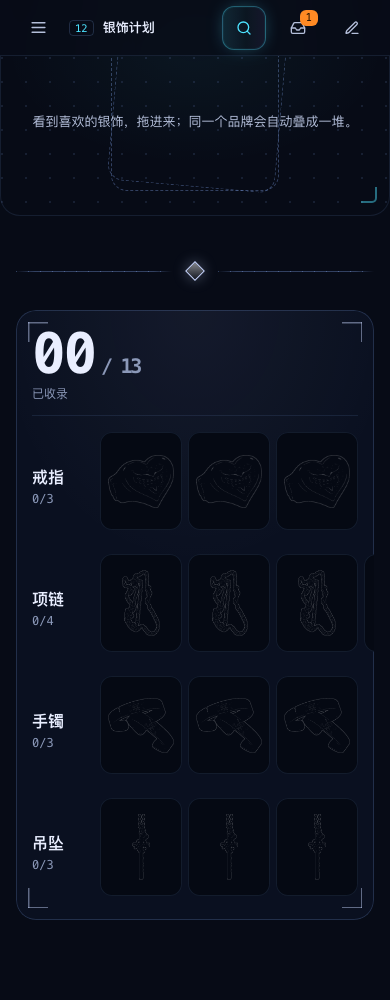 12 银饰计划
1
看到喜欢的银饰，拖进来；同一个品牌会自动叠成一堆。
00 / 13
已收录
戒指
0/3
项链
0/4
手镯
0/3
吊坠
0/3